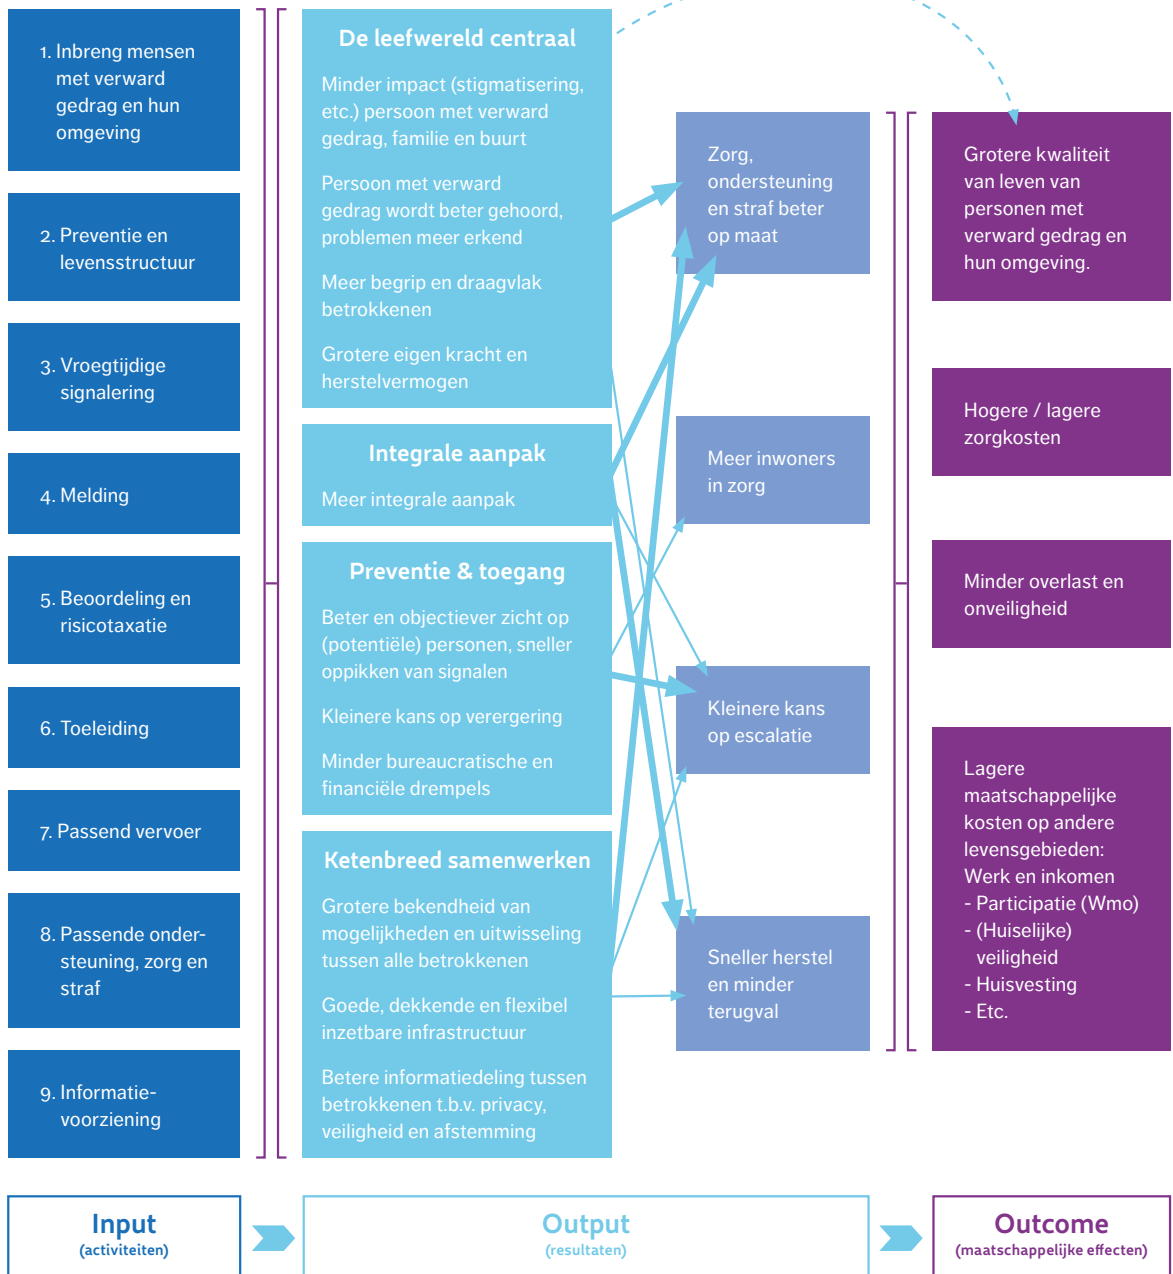 1. Inbreng mensen
met verward
gedrag en hun
omgeving
2. Preventie en
levensstructuur
3. Vroegtijdige
signalering
4. Melding
5. Beoordeling en
risicotaxatie
6. Toeleiding
7. Passend vervoer
8. Passende onder-
steuning, zorg en
straf
9. Informatie-
voorziening
De leefwereld centraal
Minder impact (stigmatisering,
etc.) persoon met verward
gedrag, familie en buurt
Persoon met verward
gedrag wordt beter gehoord,
problemen meer erkend
Meer begrip en draagvlak
betrokkenen
Grotere eigen kracht en
herstelvermogen
Integrale aanpak
Meer integrale aanpak
Preventie & toegang
Beter en objectiever zicht op
(potentiële) personen, sneller
oppikken van signalen
Kleinere kans op verergering
Minder bureaucratische en
financiële drempels
Ketenbreed samenwerken
Grotere bekendheid van
mogelijkheden en uitwisseling
tussen alle betrokkenen
Goede, dekkende en flexibel
inzetbare infrastructuur
Betere informatiedeling tussen
betrokkenen t.b.v. privacy,
veiligheid en afstemming
Zorg,
ondersteuning
en straf beter
op maat
Meer inwoners
in zorg
Kleinere kans
op escalatie
Sneller herstel
en minder
terugval
Grotere kwaliteit
van leven van
personen met
verward gedrag en
hun omgeving.
Hogere / lagere
zorgkosten
Minder overlast en
onveiligheid
Lagere
maatschappelijke
kosten op andere
levensgebieden:
Werk en inkomen
- Participatie (Wmo)
- (Huiselijke)
veiligheid
- Huisvesting
- Etc.
Input
(activiteiten)
Output
(resultaten)
Outcome
(maatschappelijke effecten)